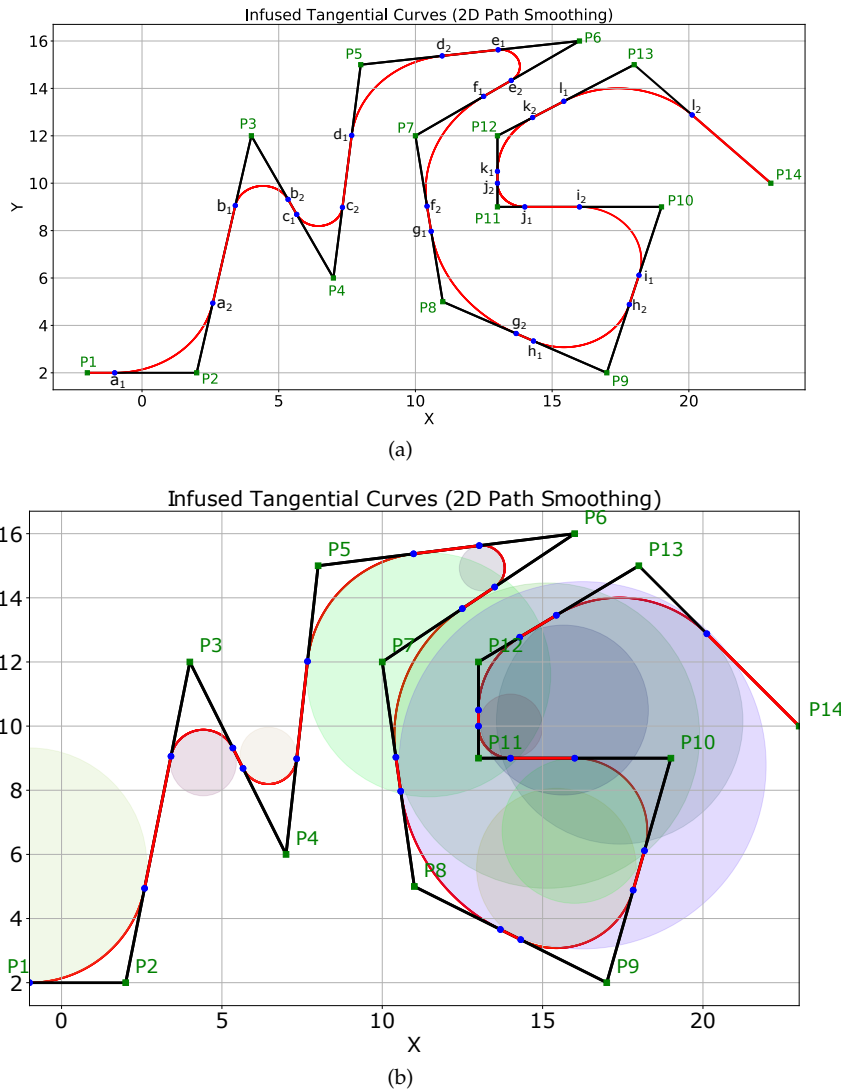 Infused Tangential Curves (2D Path Smoothing)
16
14
12
10
8
6
4
2
Y
0
5
10
15
20
X
P1
P2
P3
P4
P5
P6
P7
P8
P9
P10
P11
P12
P13
P14
a₁
a₂
b₁
b₂
c₁
c₂
d₁
d₂
e₁
e₂
f₁
f₂
g₁
g₂
h₁
h₂
i₁
i₂
j₁
j₂
k₁
k₂
l₁
l₂
(a)
Infused Tangential Curves (2D Path Smoothing)
16
14
12
10
8
6
4
2
0
5
10
15
20
X
P1
P2
P3
P4
P5
P6
P7
P8
P9
P10
P11
P12
P13
P14
(b)